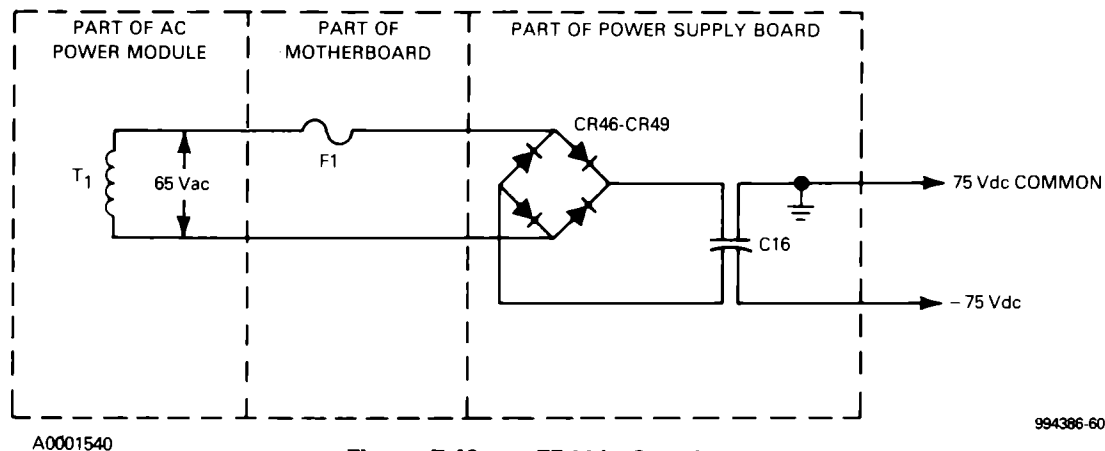 PART OF AC
POWER MODULE
PART OF
MOTHERBOARD
PART OF POWER SUPPLY BOARD
CR46-CR49
F1
T1
65 Vac
75 Vdc COMMON
C16
– 75 Vdc
994386-60
A0001540